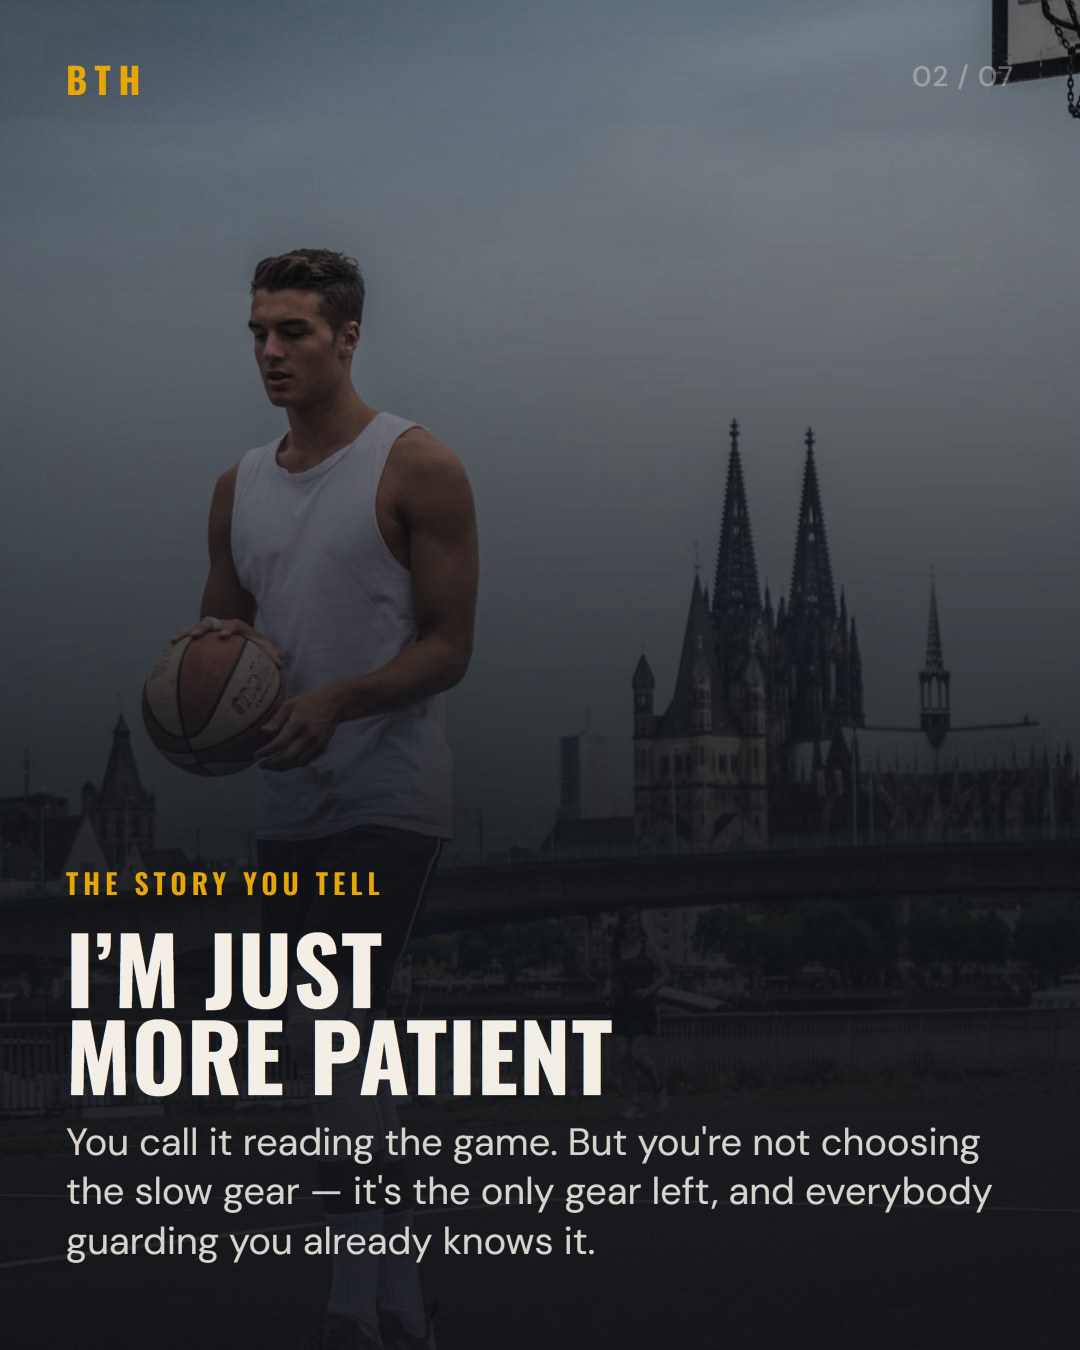 BTH
02 / 07
THE STORY YOU TELL
I’M JUST
MORE PATIENT
You call it reading the game. But you're not choosing
the slow gear — it's the only gear left, and everybody
guarding you already knows it.